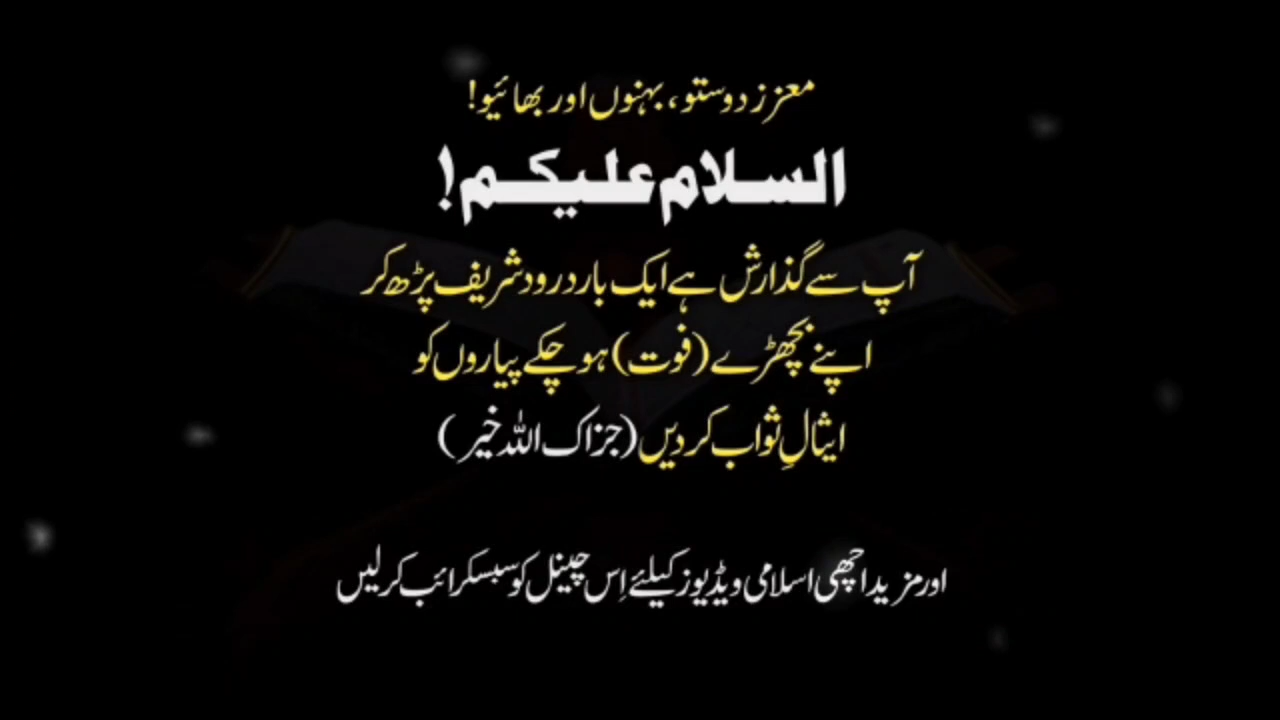 معزز دوستو، بہنوں اور بھائیو!
السلام علیکم!
آپ سے گذارش ہے ایک بار درود شریف پڑھ کر
اپنے بچھڑے (فوت) ہو چکے پیاروں کو
ایثالِ ثواب کر دیں (جزاک اللہ خیر)
اور مزید اچھی اسلامی ویڈیوز کیلئے اِس چینل کو سبسکرائب کر لیں